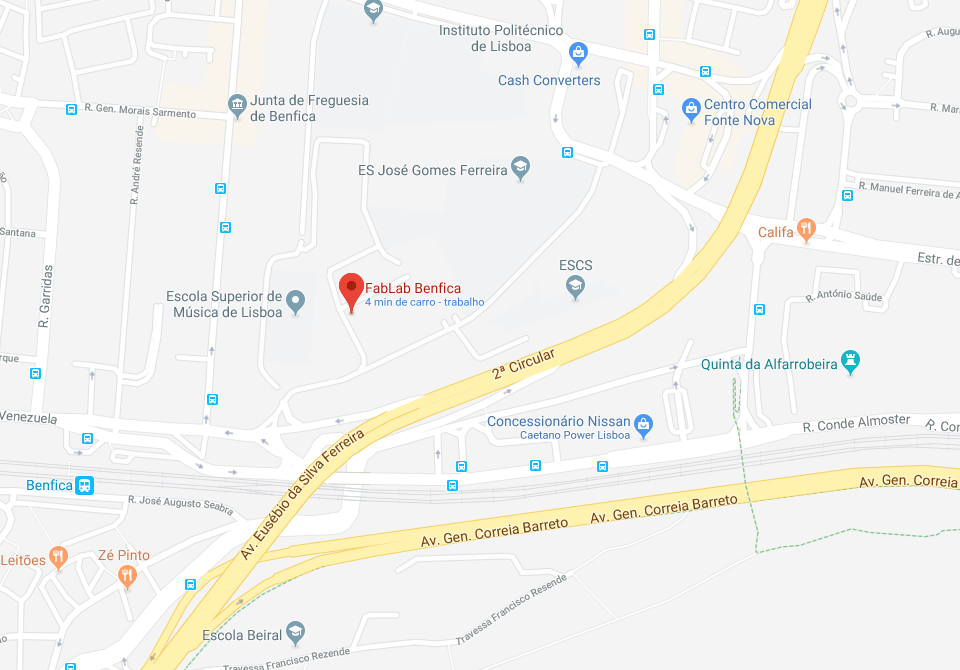 Instituto Politécnico
de Lisboa
R. Augu
Cash Converters
Junta de Freguesia
de Benfica
R. Gen. Morais Sarmento
Centro Comercial
Fonte Nova
R. Mar
R. André Resende
ES José Gomes Ferreira
R. Manuel Ferreira de A
Santana
Califa
Estr. de
ESCS
R. Garridas
FabLab Benfica
4 min de carro - trabalho
Escola Superior de
Música de Lisboa
R. António Saúde
2ª Circular
Quinta da Alfarrobeira
rque
Venezuela
Concessionário Nissan
Caetano Power Lisboa
R. Conde Almoster
R. Cor
Av. Eusébio da Silva Ferreira
Benfica
R. José Augusto Seabra
Av. Gen. Correia
Av. Gen. Correia Barreto
Av. Gen. Correia Barreto
Leitões
Zé Pinto
Travessa Francisco Resende
Escola Beiral
Travessa Francisco Rezende